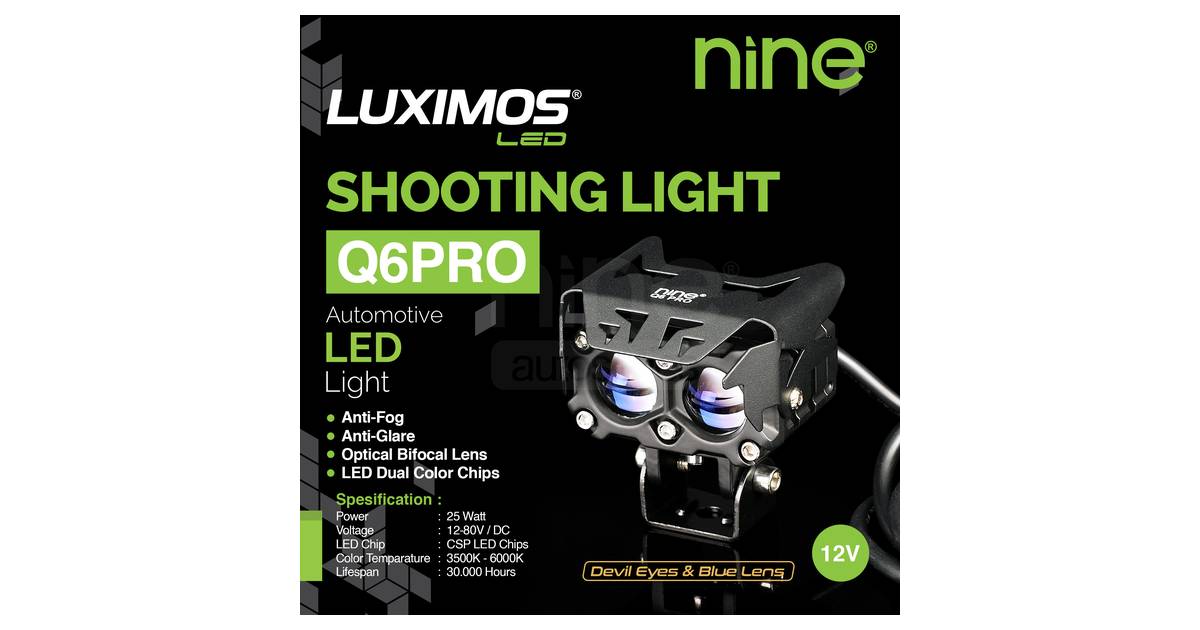 nine®
LUXIMOS®
LED
SHOOTING LIGHT
Q6PRO
Automotive
LED
Light
nine®
Q6 PRO
• Anti-Fog
• Anti-Glare
• Optical Bifocal Lens
• LED Dual Color Chips
Spesification :
Power : 25 Watt
Voltage : 12-80V / DC
LED Chip : CSP LED Chips
Color Temparature : 3500K - 6000K
Lifespan : 30.000 Hours
Devil Eyes & Blue Lens
12V